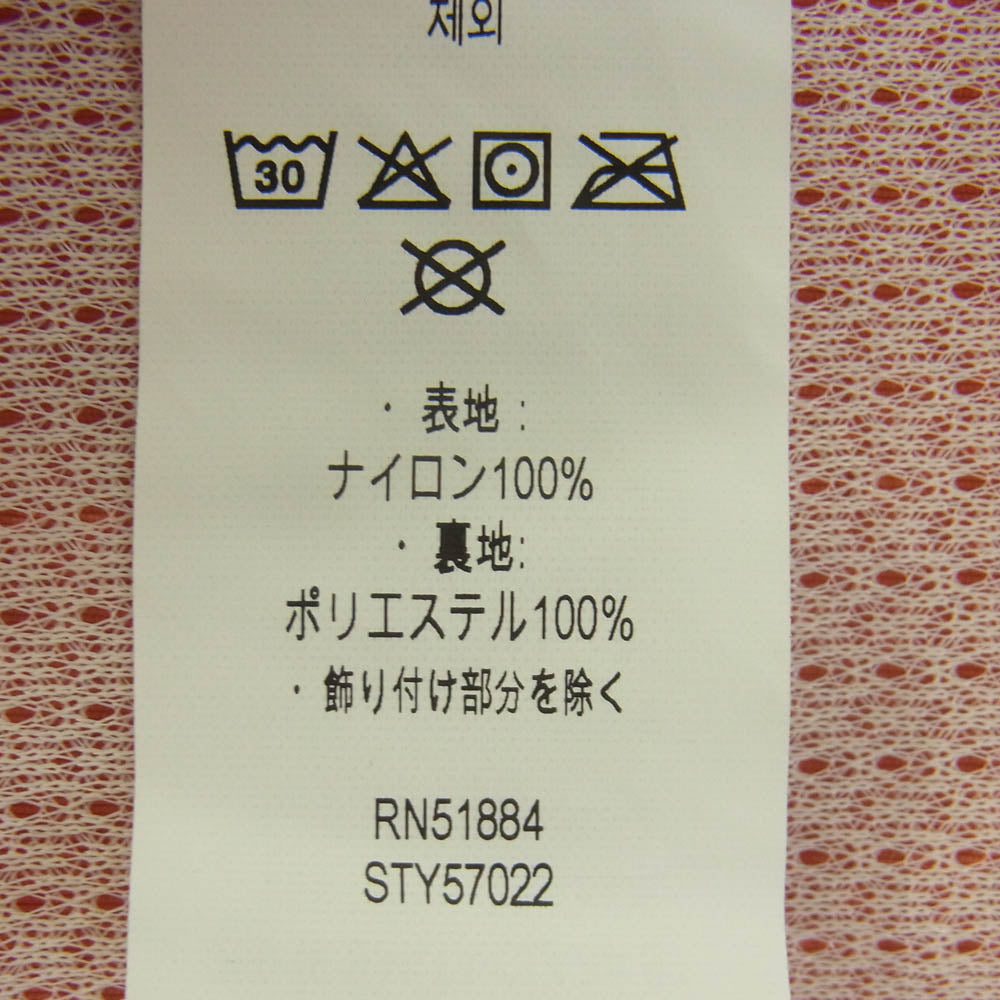 제외
30
・表地:
ナイロン100%
・裏地:
ポリエステル100%
・飾り付け部分を除く
RN51884
STY57022